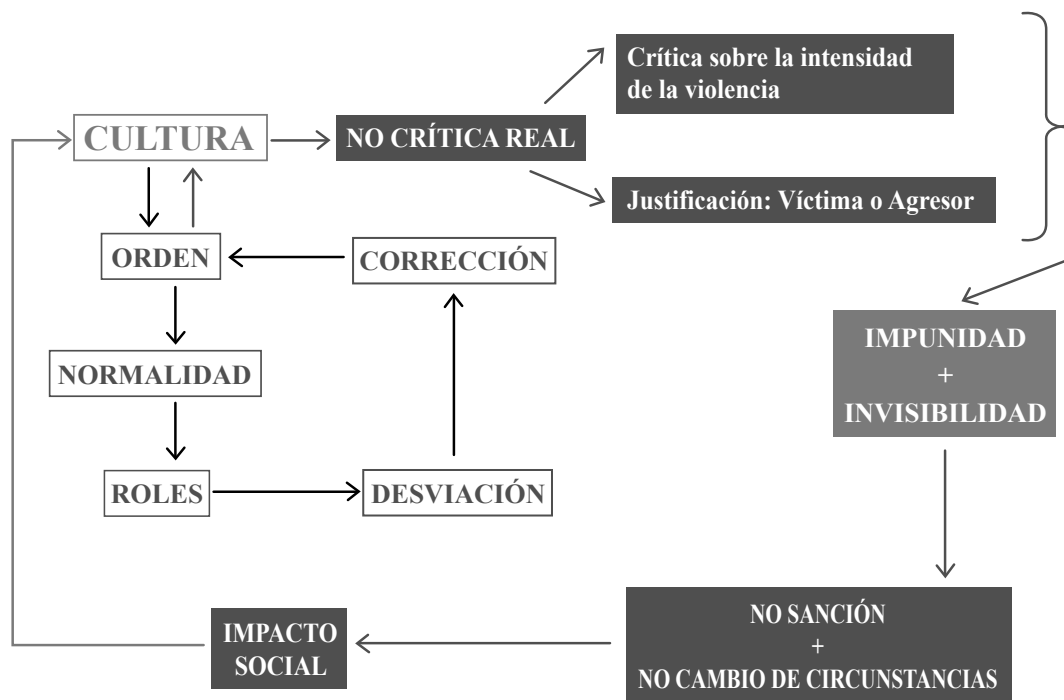 Crítica sobre la intensidad
de la violencia
CULTURA
NO CRÍTICA REAL
Justificación: Víctima o Agresor
ORDEN
CORRECCIÓN
NORMALIDAD
ROLES
DESVIACIÓN
IMPUNIDAD
+
INVISIBILIDAD
NO SANCIÓN
+
NO CAMBIO DE CIRCUNSTANCIAS
IMPACTO
SOCIAL